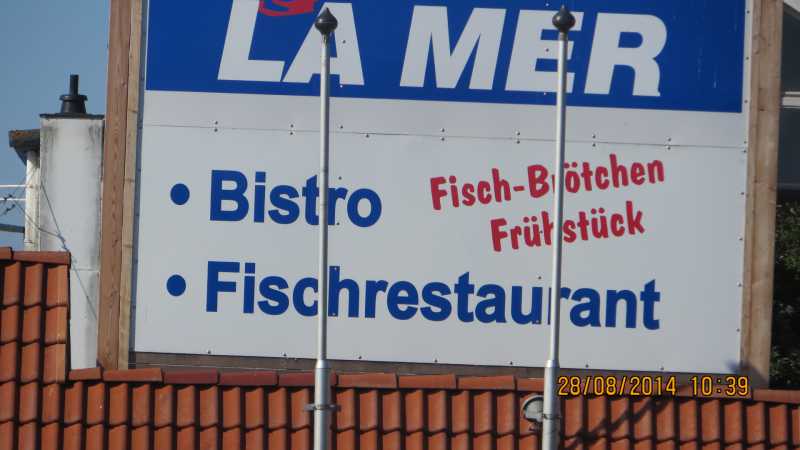 LA MER
Fisch-Brötchen
Frühstück
• Bistro
• Fischrestaurant
28/08/2014 10:39